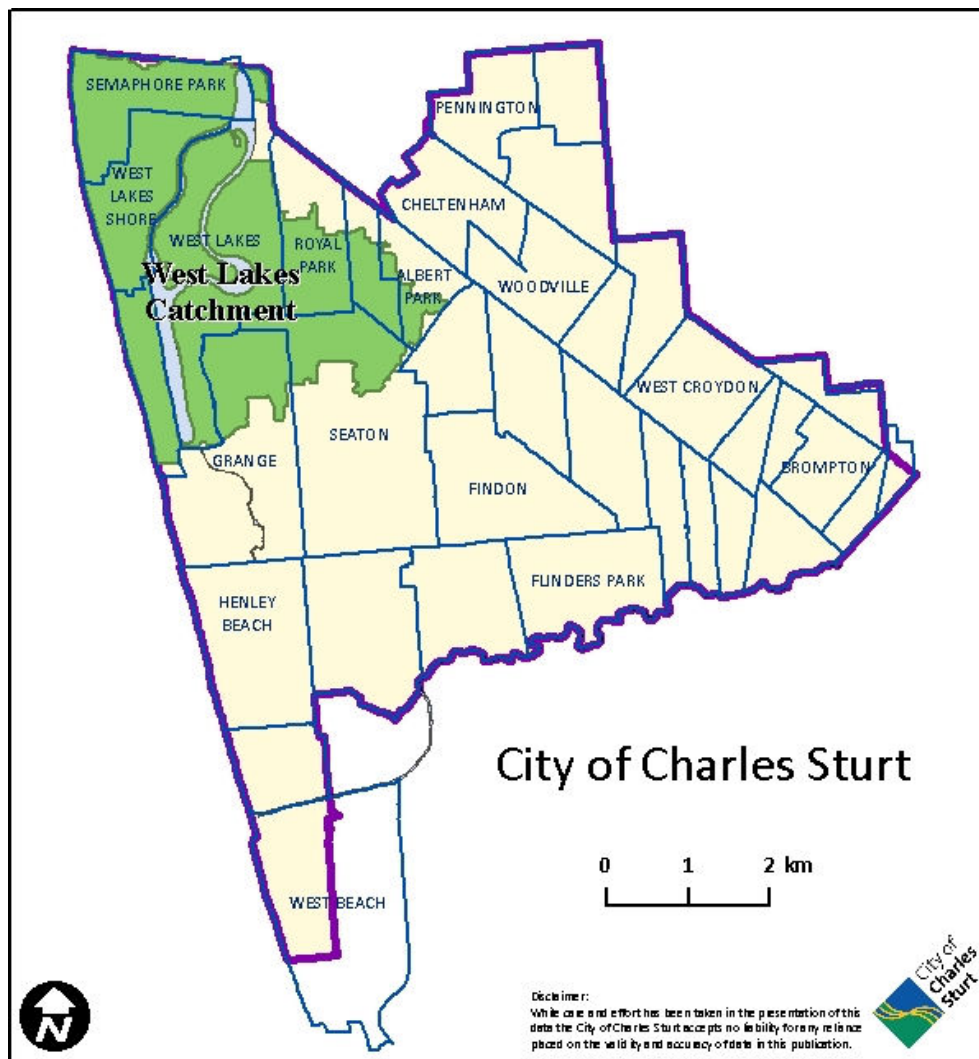 SEMAPHORE PARK
PENNINGTON
WEST
LAKES
SHORE
CHELTENHAM
WEST LAKES
ROYAL
PARK
ALBERT
PARK
West Lakes
Catchment
WOODVILLE
WEST CROYDON
SEATON
GRANGE
FINDON
BROMPTON
FLINDERS PARK
HENLEY
BEACH
City of Charles Sturt
0 1 2 km
WEST BEACH
N
Disclaimer:
While care and effort has been taken in the presentation of this
data the City of Charles Sturt accepts no liability for any reliance
placed on the validity and accuracy of data in this publication.
City of
Charles
Sturt